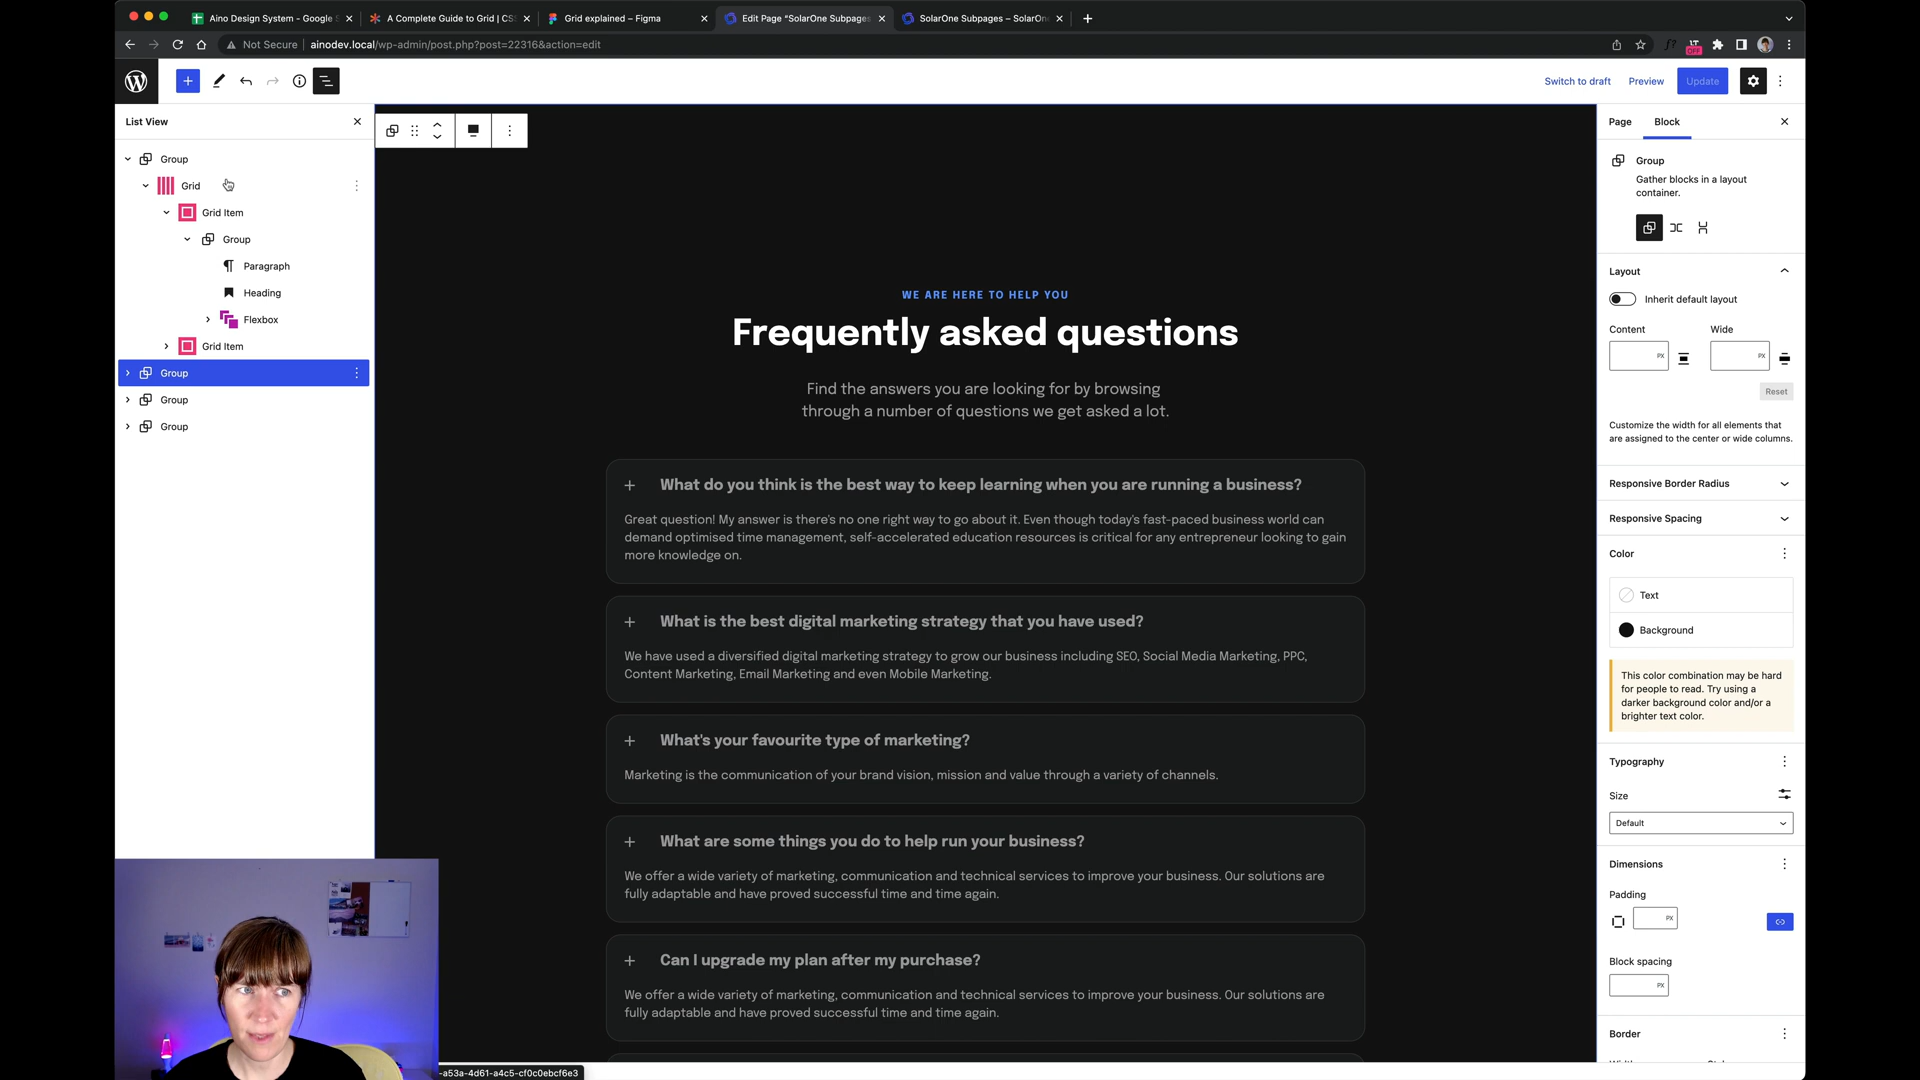 Aino Design System - Google S
A Complete Guide to Grid | CS
Grid explained – Figma
Edit Page “SolarOne Subpages
SolarOne Subpages – SolarOn
Not Secure | ainodev.local/wp-admin/post.php?post=22316&action=edit
OFF
Switch to draft
Preview
Update
List View
Page
Block
Group
Grid
Grid Item
Group
Paragraph
Heading
Flexbox
Grid Item
Group
Group
Group
WE ARE HERE TO HELP YOU
Frequently asked questions
Find the answers you are looking for by browsing
through a number of questions we get asked a lot.
What do you think is the best way to keep learning when you are running a business?
Great question! My answer is there's no one right way to go about it. Even though today's fast-paced business world can
demand optimised time management, self-accelerated education resources is critical for any entrepreneur looking to gain
more knowledge on.
What is the best digital marketing strategy that you have used?
We have used a diversified digital marketing strategy to grow our business including SEO, Social Media Marketing, PPC,
Content Marketing, Email Marketing and even Mobile Marketing.
What's your favourite type of marketing?
Marketing is the communication of your brand vision, mission and value through a variety of channels.
What are some things you do to help run your business?
We offer a wide variety of marketing, communication and technical services to improve your business. Our solutions are
fully adaptable and have proved successful time and time again.
Can I upgrade my plan after my purchase?
We offer a wide variety of marketing, communication and technical services to improve your business. Our solutions are
fully adaptable and have proved successful time and time again.
-a53a-4d61-a4c5-cf0c0ebcf6e3
Group
Gather blocks in a layout
container.
Layout
Inherit default layout
Content
Wide
PX
PX
Reset
Customize the width for all elements that
are assigned to the center or wide columns.
Responsive Border Radius
Responsive Spacing
Color
Text
Background
This color combination may be hard
for people to read. Try using a
darker background color and/or a
brighter text color.
Typography
Size
Default
Dimensions
Padding
PX
Block spacing
PX
Border